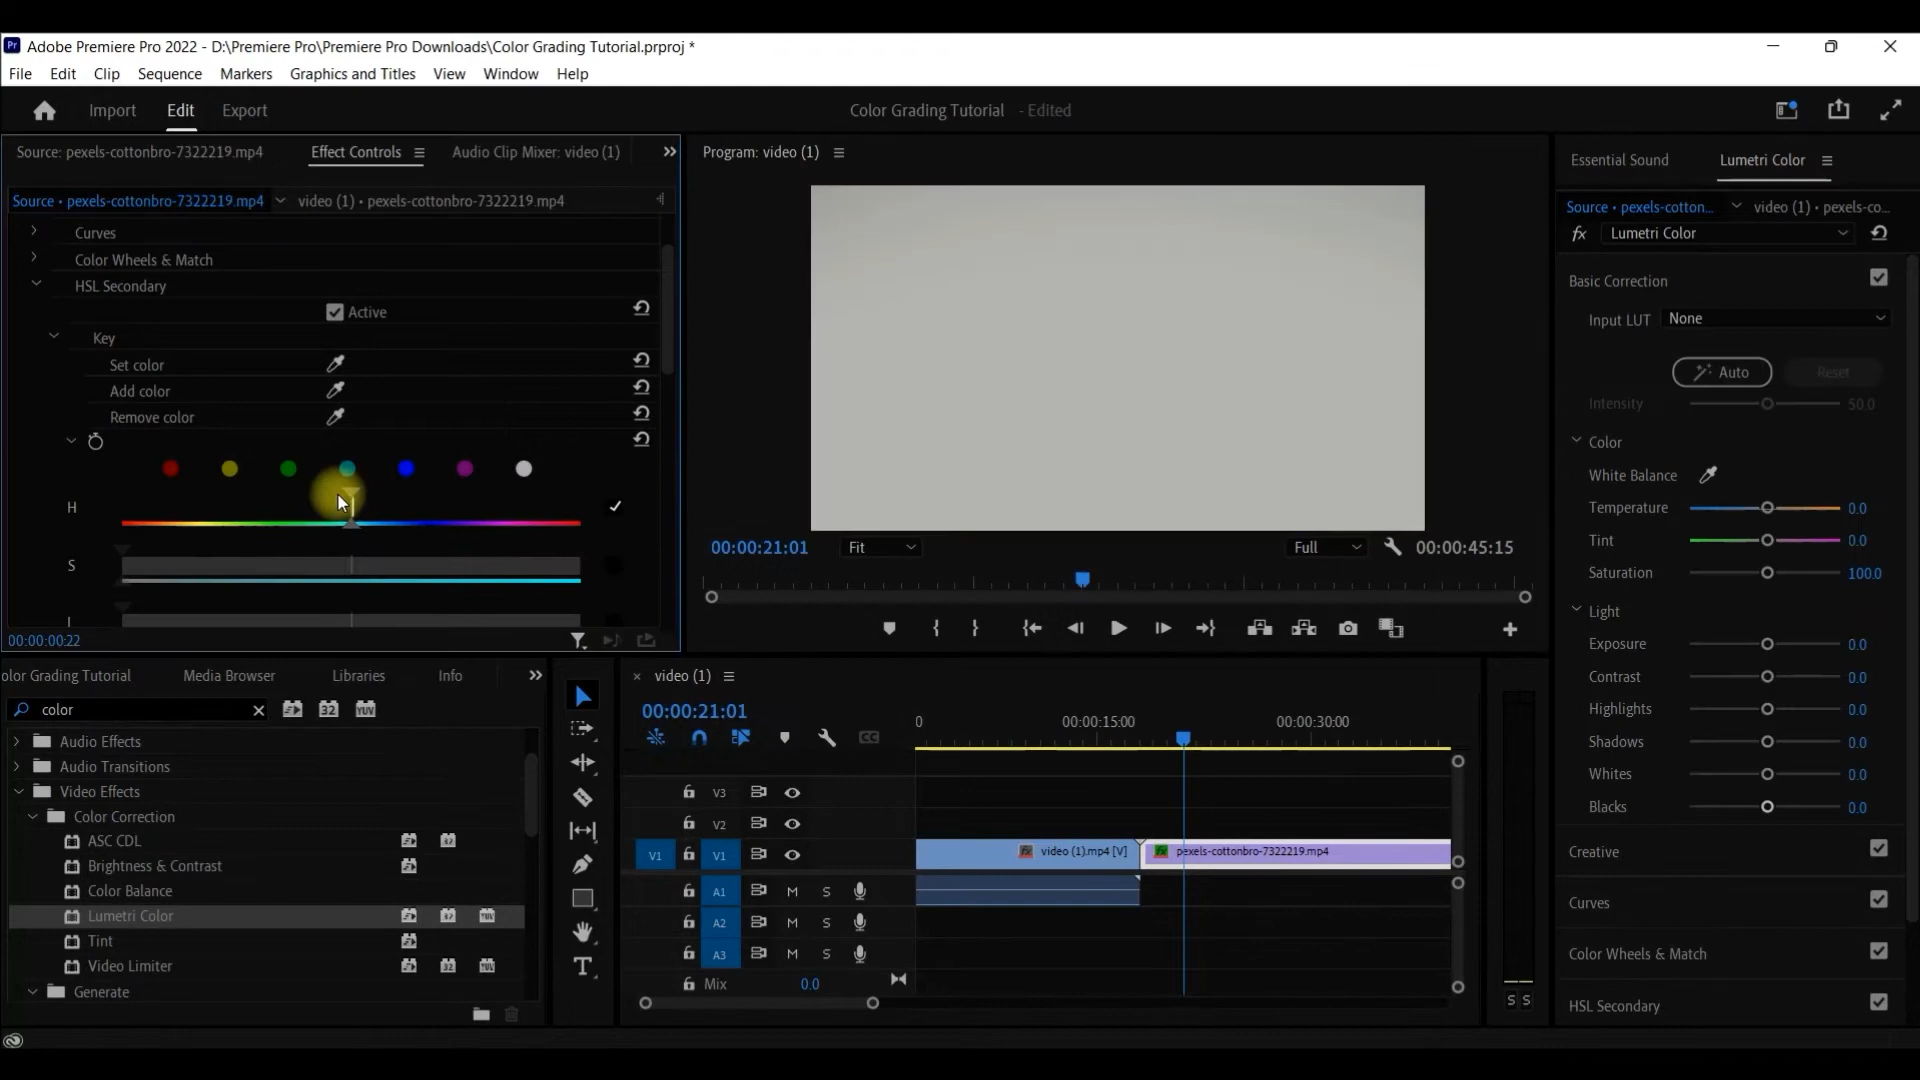 Adobe Premiere Pro 2022 - D:\Premiere Pro\Premiere Pro Downloads\Color Grading Tutorial.prproj *
File Edit Clip Sequence Markers Graphics and Titles View Window Help
Import Edit Export
Color Grading Tutorial - Edited
Source: pexels-cottonbro-7322219.mp4
Effect Controls
Audio Clip Mixer: video (1)
Source • pexels-cottonbro-7322219.mp4
video (1) • pexels-cottonbro-7322219.mp4
Curves
Color Wheels & Match
HSL Secondary
Active
Key
Set color
Add color
Remove color
H
S
00:00:00:22
Program: video (1)
00:00:21:01
Fit
Full
00:00:45:15
Essential Sound
Lumetri Color
Source • pexels-cotton...
video (1) • pexels-co...
fx Lumetri Color
Basic Correction
Input LUT None
Auto
Reset
Intensity 50.0
Color
White Balance
Temperature 0.0
Tint 0.0
Saturation 100.0
Light
Exposure 0.0
Contrast 0.0
Highlights 0.0
Shadows 0.0
Whites 0.0
Blacks 0.0
Creative
Curves
Color Wheels & Match
HSL Secondary
olor Grading Tutorial
Media Browser
Libraries
Info
color
32
YUV
Audio Effects
Audio Transitions
Video Effects
Color Correction
ASC CDL
Brightness & Contrast
Color Balance
Lumetri Color
Tint
Video Limiter
Generate
video (1)
00:00:21:01
0
00:00:15:00
00:00:30:00
V3
V2
V1 V1
video (1).mp4 [V]
pexels-cottonbro-7322219.mp4
A1 M S
A2 M S
A3 M S
Mix 0.0
S S